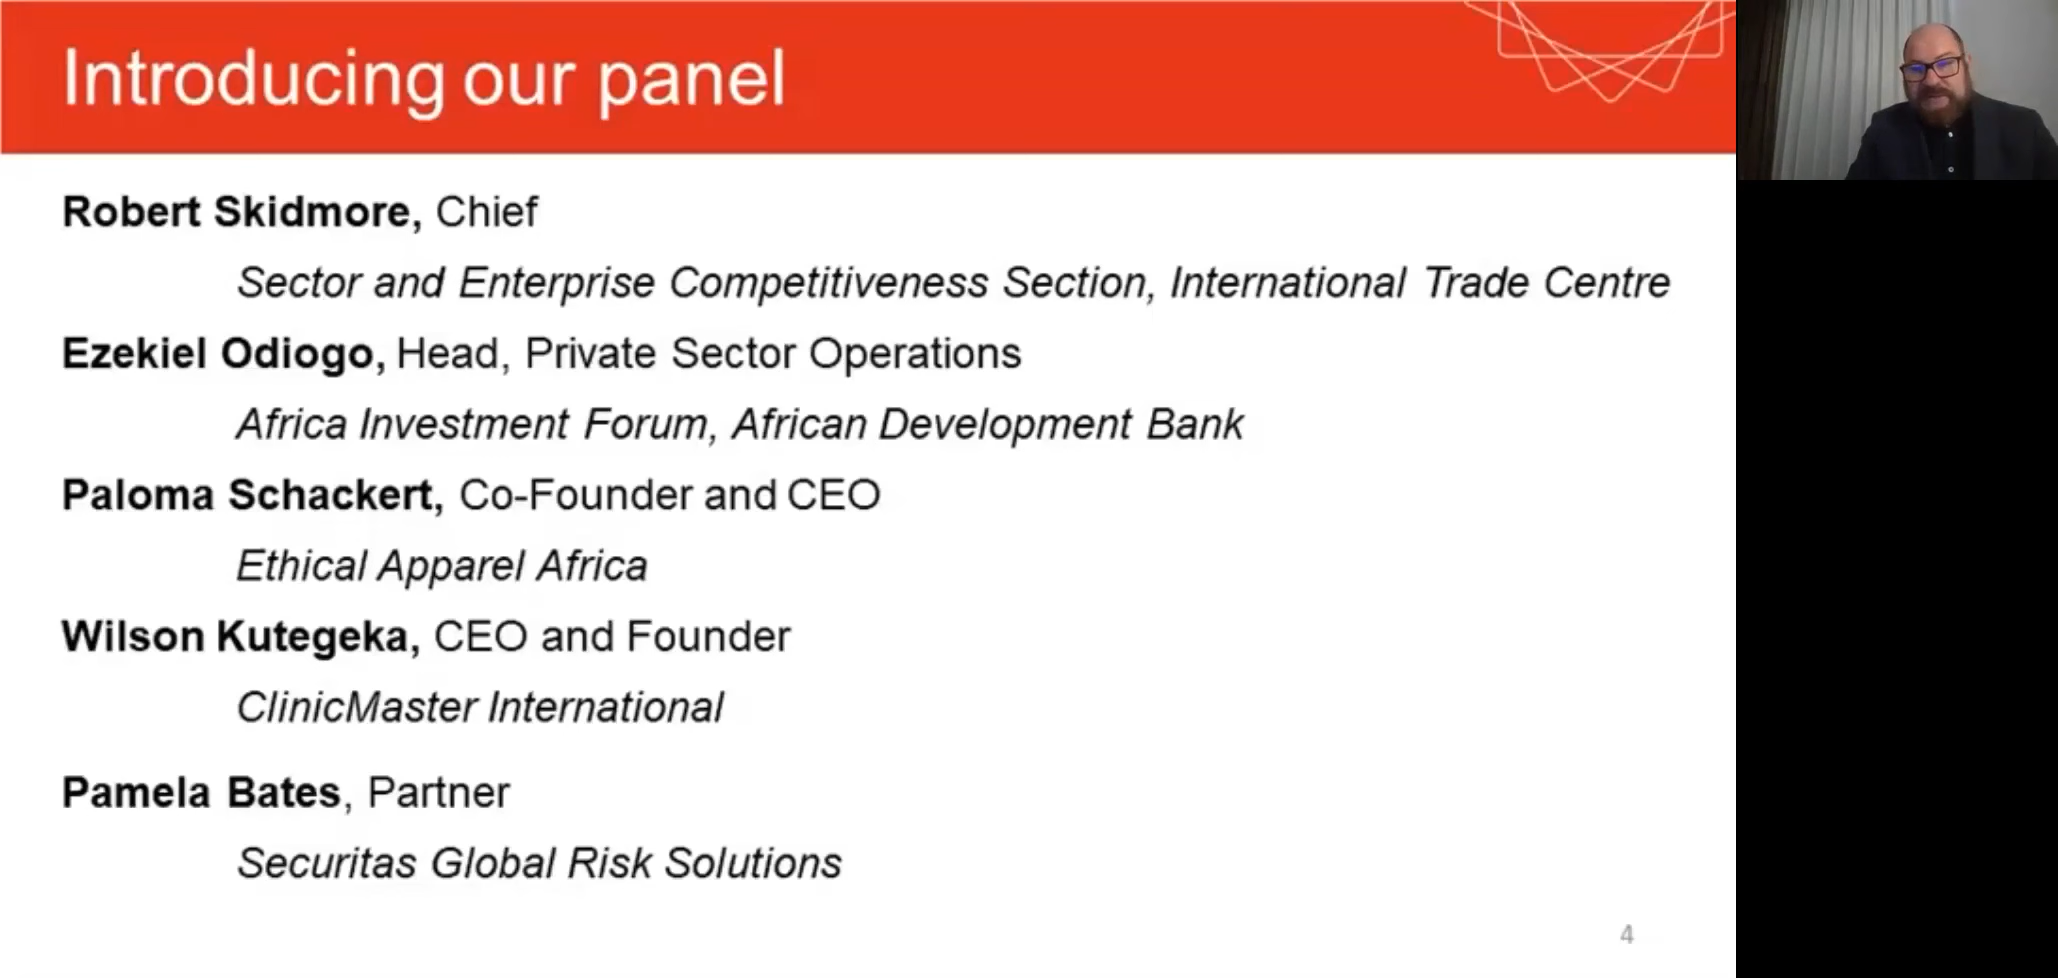 Introducing our panel
Robert Skidmore, Chief
Sector and Enterprise Competitiveness Section, International Trade Centre
Ezekiel Odiogo, Head, Private Sector Operations
Africa Investment Forum, African Development Bank
Paloma Schackert, Co-Founder and CEO
Ethical Apparel Africa
Wilson Kutegeka, CEO and Founder
ClinicMaster International
Pamela Bates, Partner
Securitas Global Risk Solutions
4